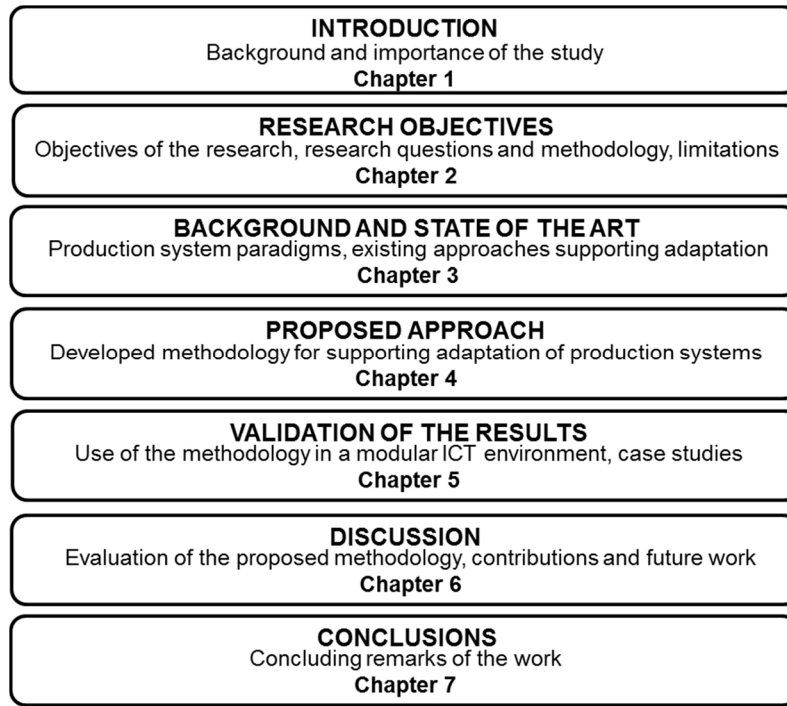 INTRODUCTION
Background and importance of the study
Chapter 1
RESEARCH OBJECTIVES
Objectives of the research, research questions and methodology, limitations
Chapter 2
BACKGROUND AND STATE OF THE ART
Production system paradigms, existing approaches supporting adaptation
Chapter 3
PROPOSED APPROACH
Developed methodology for supporting adaptation of production systems
Chapter 4
VALIDATION OF THE RESULTS
Use of the methodology in a modular ICT environment, case studies
Chapter 5
DISCUSSION
Evaluation of the proposed methodology, contributions and future work
Chapter 6
CONCLUSIONS
Concluding remarks of the work
Chapter 7